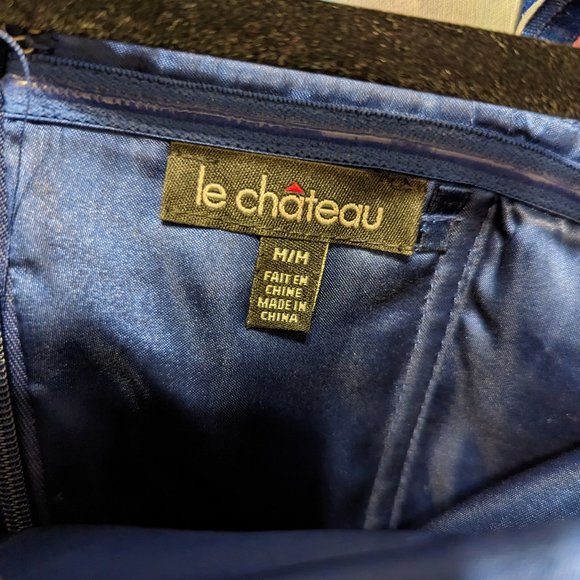 le château
M/M
FAIT EN
CHINE
MADE IN
CHINA